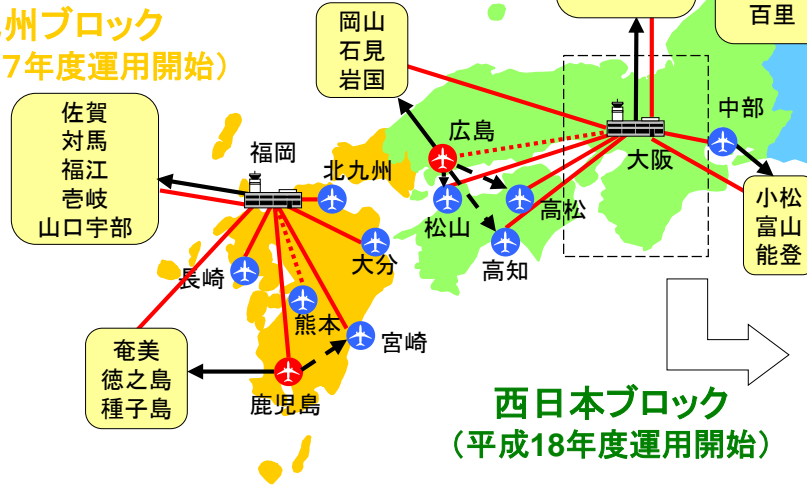 州ブロック
7年度運用開始）
佐賀
対馬
福江
壱岐
山口宇部
福岡
北九州
長崎
大分
熊本
宮崎
鹿児島
奄美
徳之島
種子島
岡山
石見
岩国
広島
松山
高松
高知
大阪
百里
中部
小松
富山
能登
西日本ブロック
（平成18年度運用開始）